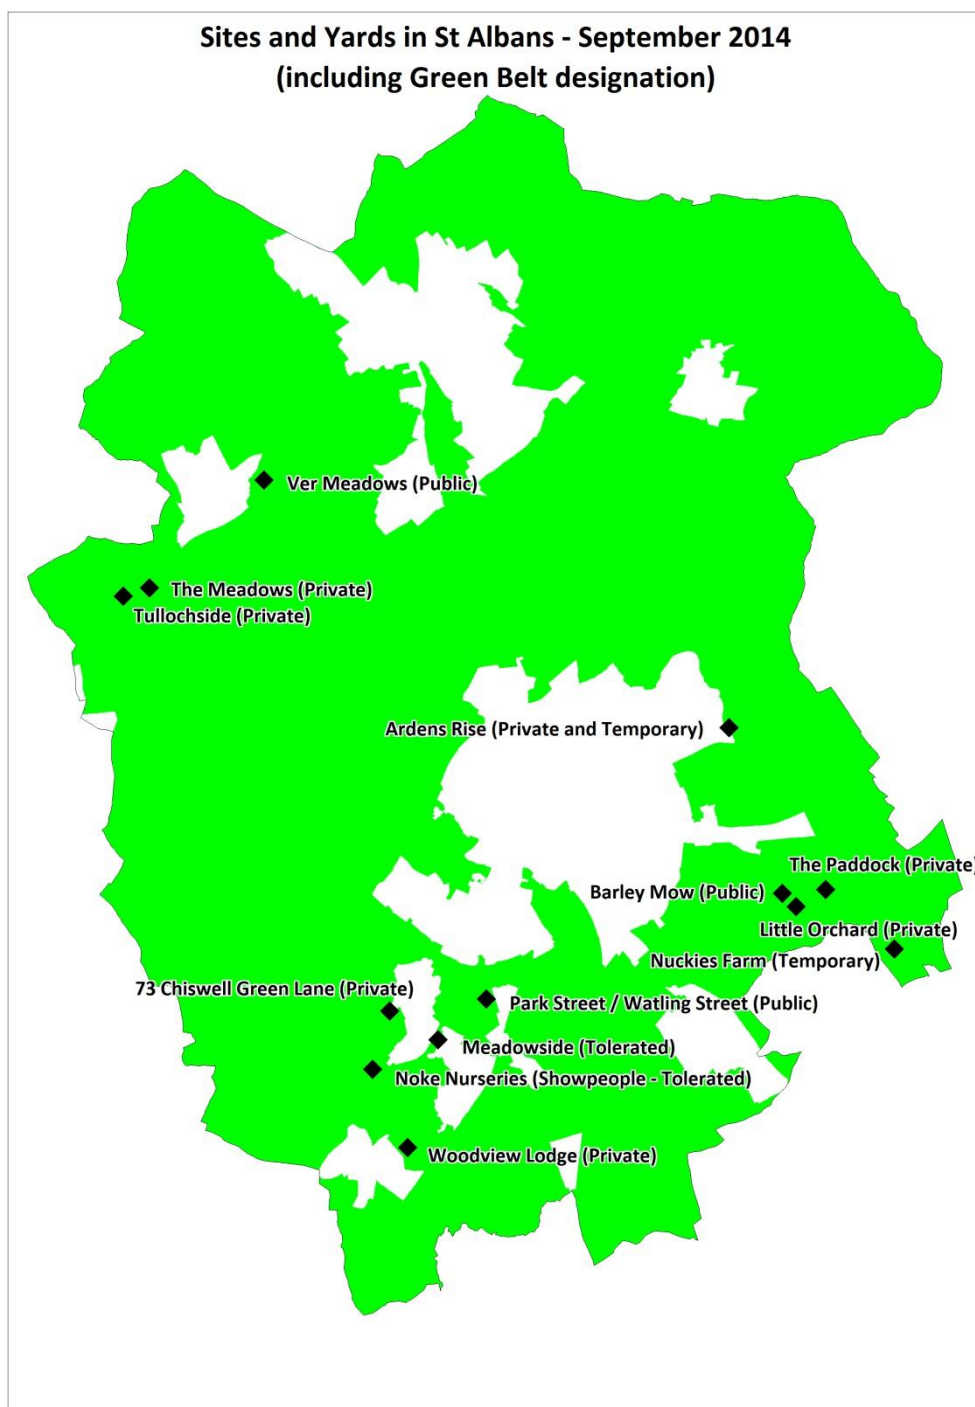 Sites and Yards in St Albans - September 2014
(including Green Belt designation)
Ver Meadows (Public)
The Meadows (Private)
Tullochside (Private)
Ardens Rise (Private and Temporary)
The Paddock (Private)
Barley Mow (Public)
Little Orchard (Private)
Nuckies Farm (Temporary)
73 Chiswell Green Lane (Private)
Park Street / Watling Street (Public)
Meadowside (Tolerated)
Noke Nurseries (Showpeople - Tolerated)
Woodview Lodge (Private)